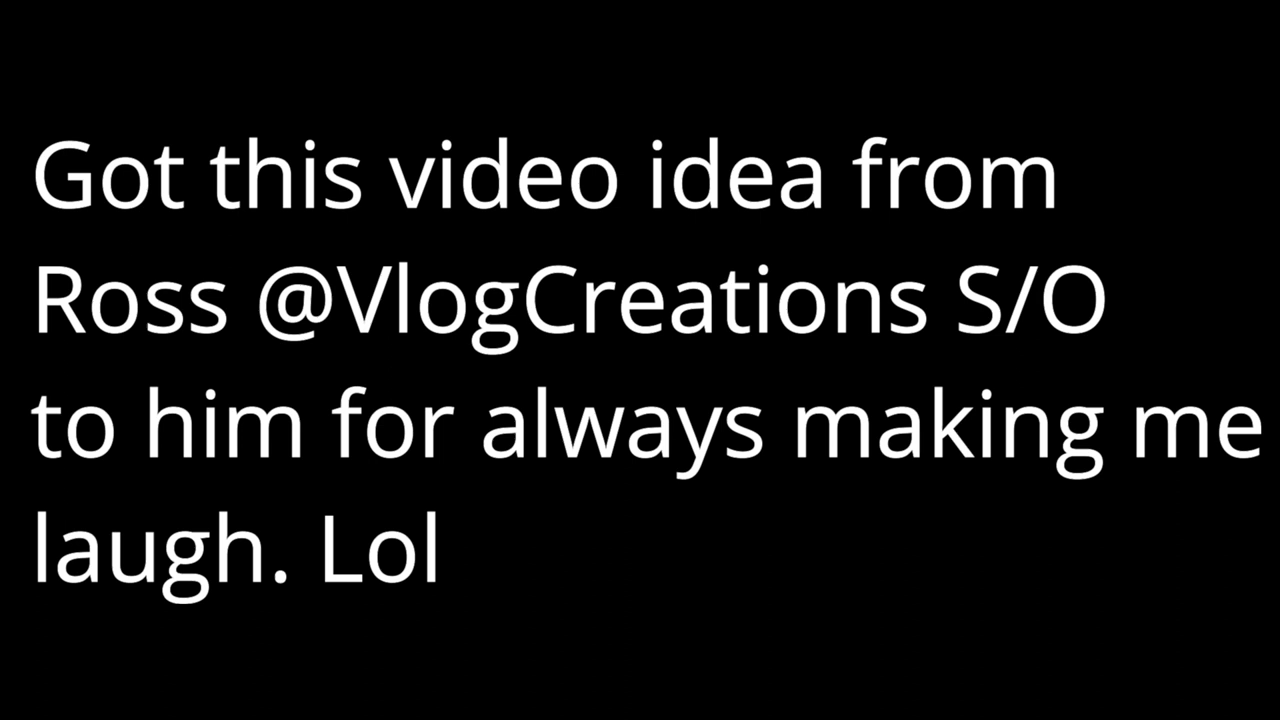 Got this video idea from
Ross @VlogCreations S/O
to him for always making me
laugh. Lol